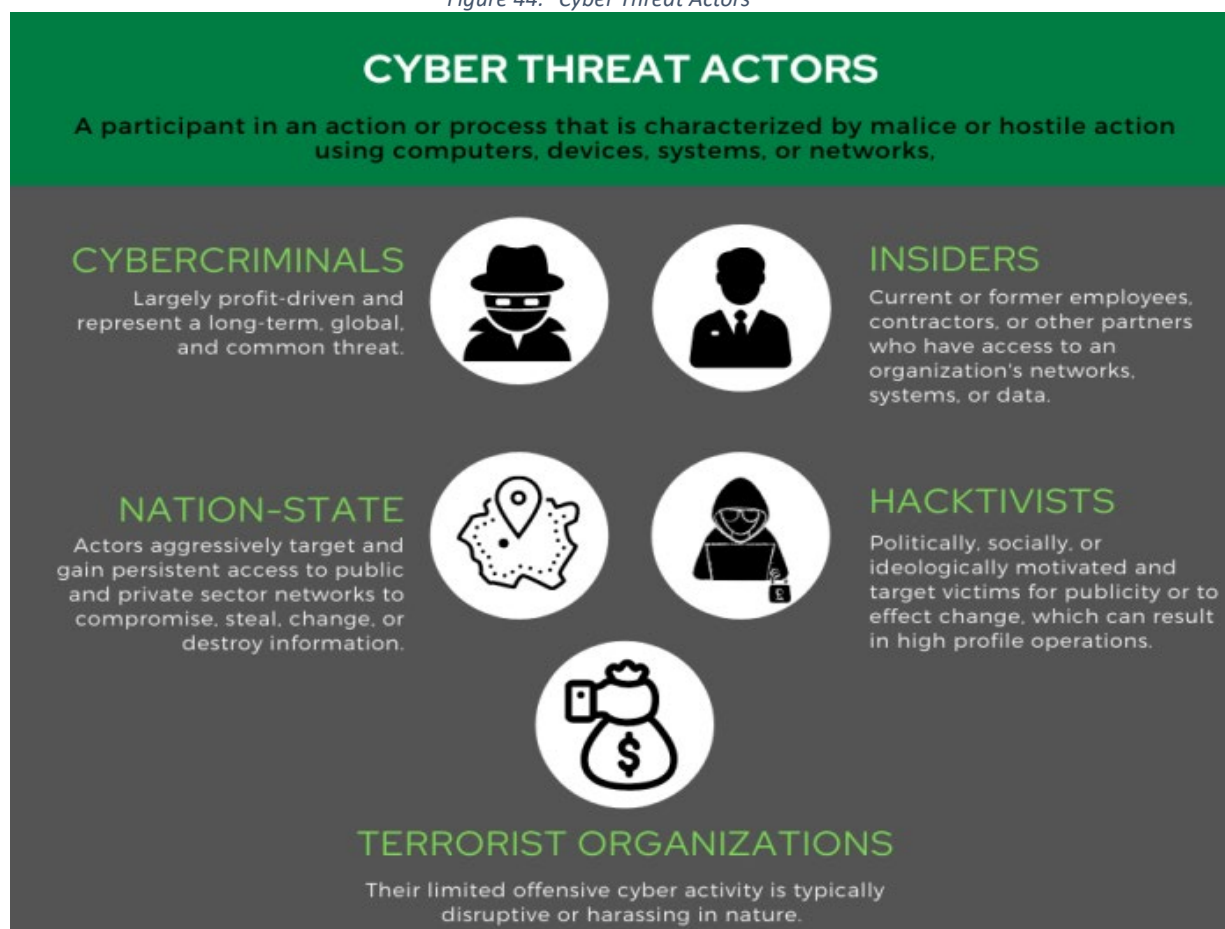 Figure 44. Cyber Threat Actors
CYBER THREAT ACTORS
A participant in an action or process that is characterized by malice or hostile action
using computers, devices, systems, or networks,
CYBERCRIMINALS
Largely profit-driven and
represent a long-term, global,
and common threat.
INSIDERS
Current or former employees,
contractors, or other partners
who have access to an
organization's networks,
systems, or data.
NATION-STATE
Actors aggressively target and
gain persistent access to public
and private sector networks to
compromise, steal, change, or
destroy information.
HACKTIVISTS
Politically, socially, or
ideologically motivated and
target victims for publicity or to
effect change, which can result
in high profile operations.
$
TERRORIST ORGANIZATIONS
Their limited offensive cyber activity is typically
disruptive or harassing in nature.